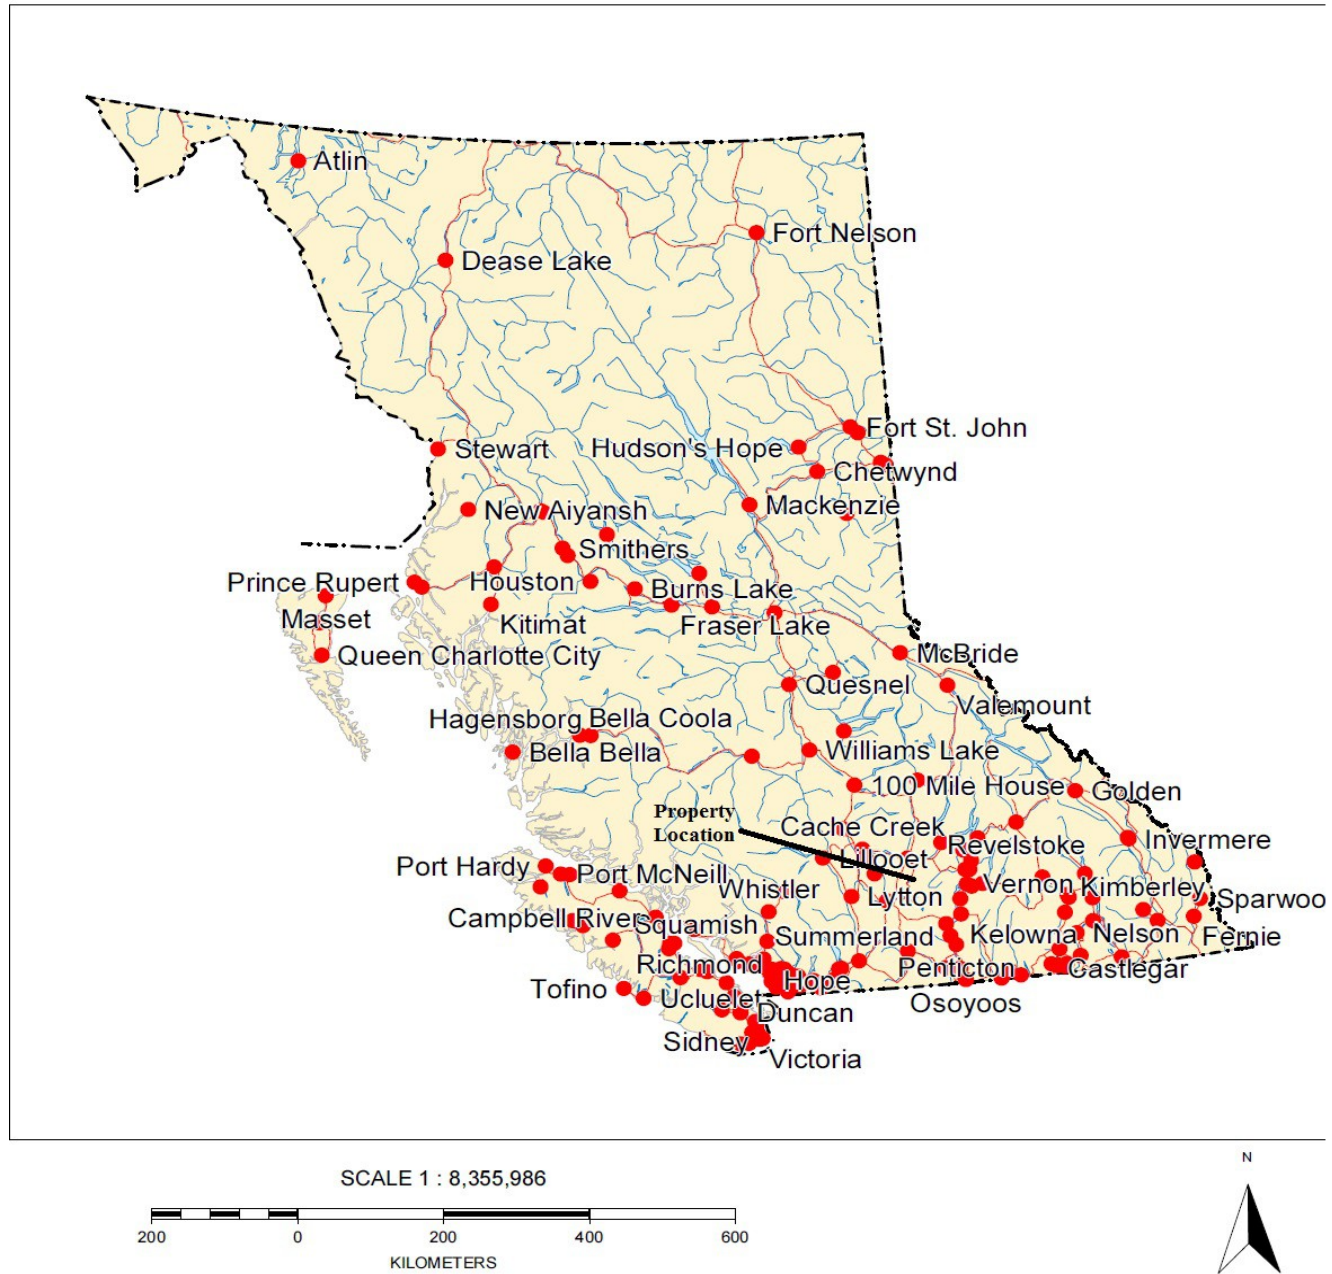 Atlin
Fort Nelson
Dease Lake
Fort St. John
Hudson's Hope
Stewart
Chetwynd
Mackenzie
New Aiyansh
Smithers
Prince Rupert
Houston
Burns Lake
Masset
Kitimat
Fraser Lake
Queen Charlotte City
McBride
Quesnel
Valemount
Hagensborg
Bella Coola
Bella Bella
Williams Lake
100 Mile House
Golden
Property
Location
Cache Creek
Invermere
Revelstoke
Lillooet
Port Hardy
Port McNeill
Whistler
Vernon
Kimberley
Lytton
Sparwoo
Campbell River
Squamish
Summerland
Kelowna
Nelson
Fernie
Richmond
Hope
Penticton
Castlegar
Tofino
Ucluelet
Osoyoos
Duncan
Sidney
Victoria
SCALE 1 : 8,355,986
200 0 200 400 600
KILOMETERS
N